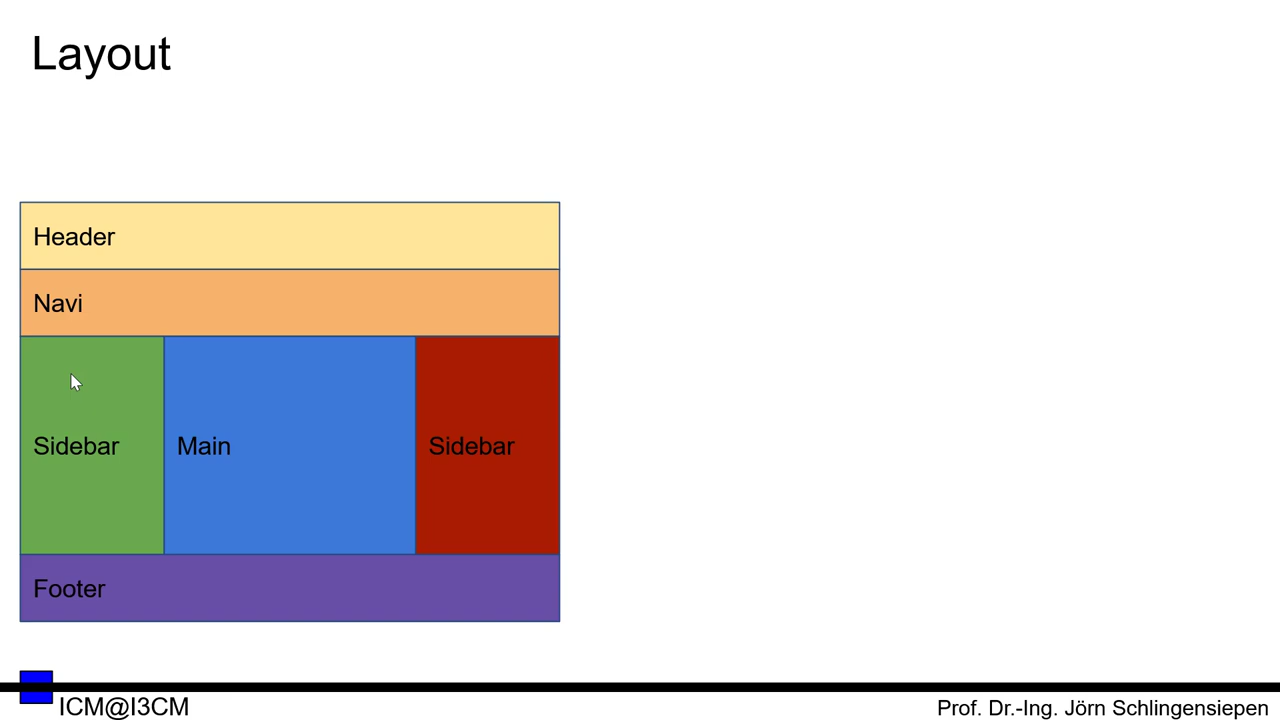 Layout
Header
Navi
Sidebar
Main
Sidebar
Footer
ICM@I3CM
Prof. Dr.-Ing. Jörn Schlingensiepen